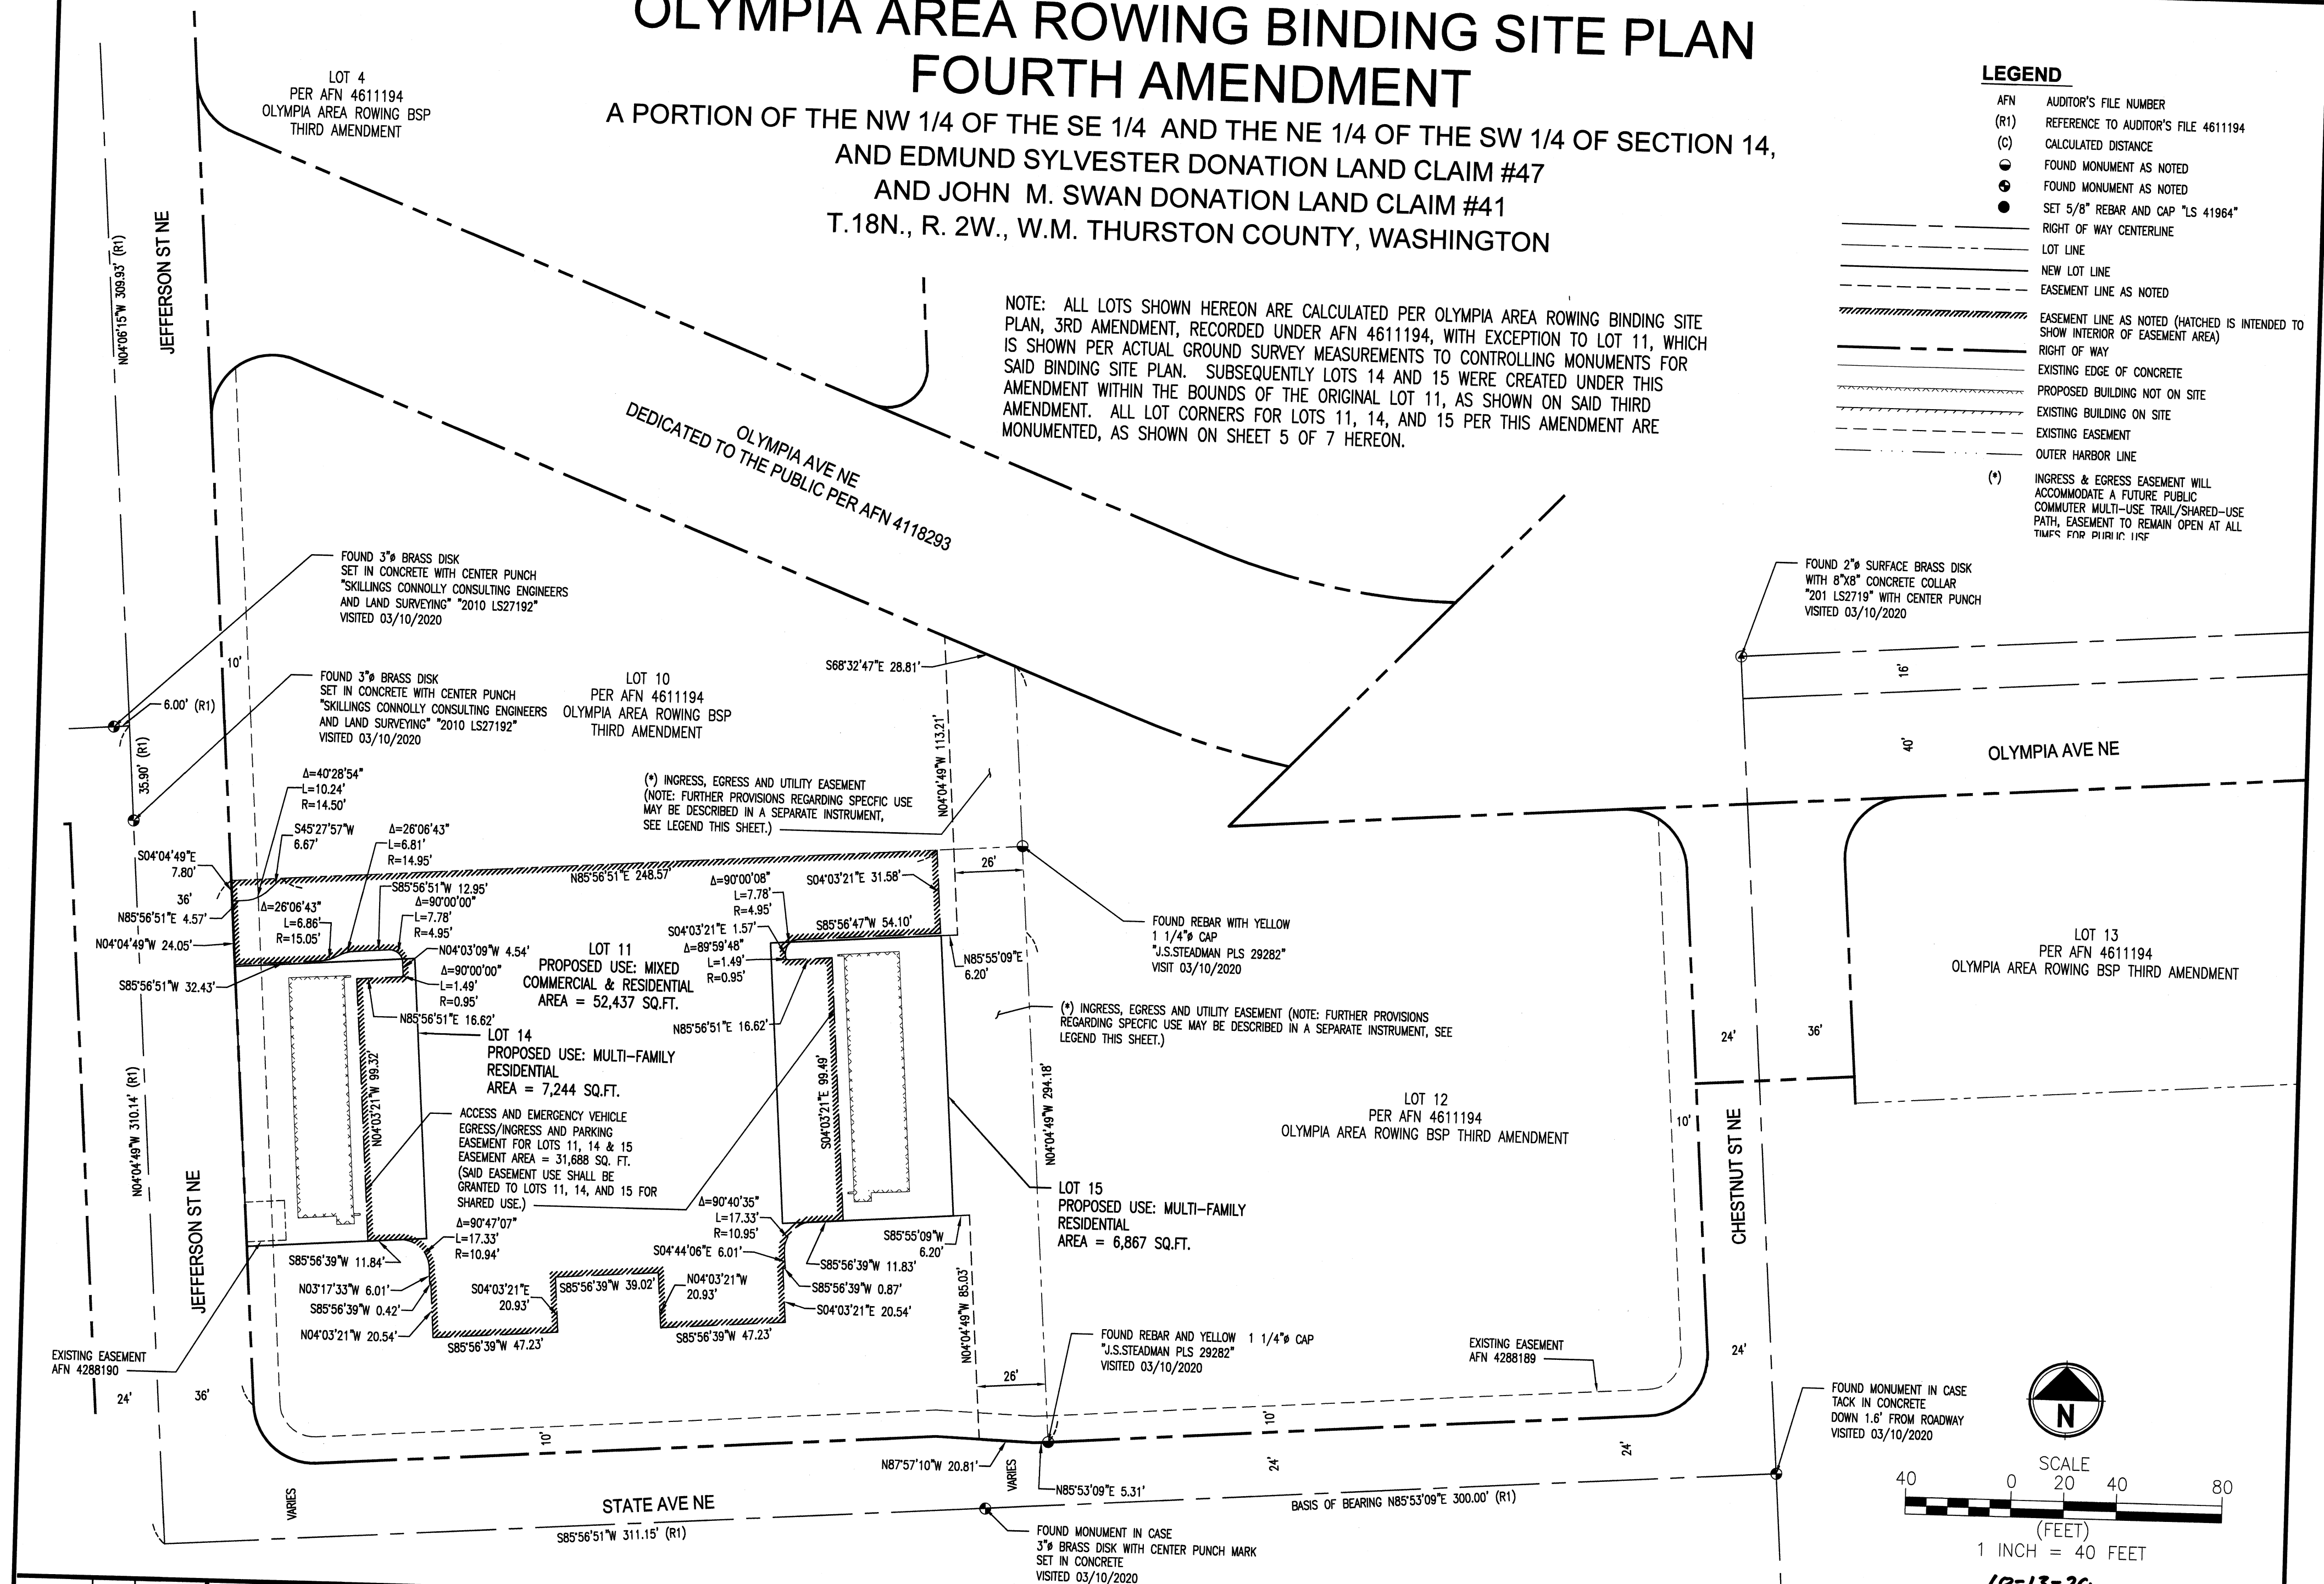 OLYMPIA AREA ROWING BINDING SITE PLAN
FOURTH AMENDMENT
A PORTION OF THE NW 1/4 OF THE SE 1/4 AND THE NE 1/4 OF THE SW 1/4 OF SECTION 14,
AND EDMUND SYLVESTER DONATION LAND CLAIM #47
AND JOHN M. SWAN DONATION LAND CLAIM #41
T.18N., R. 2W., W.M. THURSTON COUNTY, WASHINGTON
LOT 4
PER AFN 4611194
OLYMPIA AREA ROWING BSP
THIRD AMENDMENT
LEGEND
AFN AUDITOR'S FILE NUMBER
(R1) REFERENCE TO AUDITOR'S FILE 4611194
(C) CALCULATED DISTANCE
FOUND MONUMENT AS NOTED
FOUND MONUMENT AS NOTED
SET 5/8" REBAR AND CAP "LS 41964"
RIGHT OF WAY CENTERLINE
LOT LINE
NEW LOT LINE
EASEMENT LINE AS NOTED
EASEMENT LINE AS NOTED (HATCHED IS INTENDED TO
SHOW INTERIOR OF EASEMENT AREA)
RIGHT OF WAY
EXISTING EDGE OF CONCRETE
PROPOSED BUILDING NOT ON SITE
EXISTING BUILDING ON SITE
EXISTING EASEMENT
OUTER HARBOR LINE
(*) INGRESS & EGRESS EASEMENT WILL
ACCOMMODATE A FUTURE PUBLIC
COMMUTER MULTI-USE TRAIL/SHARED-USE
PATH, EASEMENT TO REMAIN OPEN AT ALL
TIMES FOR PUBLIC USE
NOTE: ALL LOTS SHOWN HEREON ARE CALCULATED PER OLYMPIA AREA ROWING BINDING SITE
PLAN, 3RD AMENDMENT, RECORDED UNDER AFN 4611194, WITH EXCEPTION TO LOT 11, WHICH
IS SHOWN PER ACTUAL GROUND SURVEY MEASUREMENTS TO CONTROLLING MONUMENTS FOR
SAID BINDING SITE PLAN. SUBSEQUENTLY LOTS 14 AND 15 WERE CREATED UNDER THIS
AMENDMENT WITHIN THE BOUNDS OF THE ORIGINAL LOT 11, AS SHOWN ON SAID THIRD
AMENDMENT. ALL LOT CORNERS FOR LOTS 11, 14, AND 15 PER THIS AMENDMENT ARE
MONUMENTED, AS SHOWN ON SHEET 5 OF 7 HEREON.
N04°06'15"W 309.93' (R1)
JEFFERSON ST NE
OLYMPIA AVE NE
DEDICATED TO THE PUBLIC PER AFN 4118293
FOUND 3"ø BRASS DISK
SET IN CONCRETE WITH CENTER PUNCH
"SKILLINGS CONNOLLY CONSULTING ENGINEERS
AND LAND SURVEYING" "2010 LS27192"
VISITED 03/10/2020
10'
FOUND 3"ø BRASS DISK
SET IN CONCRETE WITH CENTER PUNCH
"SKILLINGS CONNOLLY CONSULTING ENGINEERS
AND LAND SURVEYING" "2010 LS27192"
VISITED 03/10/2020
6.00' (R1)
35.90' (R1)
LOT 10
PER AFN 4611194
OLYMPIA AREA ROWING BSP
THIRD AMENDMENT
S68°32'47"E 28.81'
N04°04'49"W 113.21'
FOUND 2"ø SURFACE BRASS DISK
WITH 8"X8" CONCRETE COLLAR
"201 LS2719" WITH CENTER PUNCH
VISITED 03/10/2020
16'
40'
OLYMPIA AVE NE
(*) INGRESS, EGRESS AND UTILITY EASEMENT
(NOTE: FURTHER PROVISIONS REGARDING SPECFIC USE
MAY BE DESCRIBED IN A SEPARATE INSTRUMENT,
SEE LEGEND THIS SHEET.)
Δ=40°28'54"
L=10.24'
R=14.50'
S45°27'57"W
6.67'
Δ=26°06'43"
L=6.81'
R=14.95'
S04°04'49"E
7.80'
36'
N85°56'51"E 4.57'
N04°04'49"W 24.05'
S85°56'51"W 32.43'
Δ=26°06'43"
L=6.86'
R=15.05'
S85°56'51"W 12.95'
Δ=90°00'00"
L=7.78'
R=4.95'
N04°03'09"W 4.54'
Δ=90°00'00"
L=1.49'
R=0.95'
N85°56'51"E 16.62'
N85°56'51"E 248.57'
Δ=90°00'08"
L=7.78'
R=4.95'
S04°03'21"E 31.58'
S85°56'47"W 54.10'
S04°03'21"E 1.57'
Δ=89°59'48"
L=1.49'
R=0.95'
N85°56'51"E 16.62'
26'
N85°55'09"E
6.20'
LOT 11
PROPOSED USE: MIXED
COMMERCIAL & RESIDENTIAL
AREA = 52,437 SQ.FT.
FOUND REBAR WITH YELLOW
1 1/4"ø CAP
"J.S.STEADMAN PLS 29282"
VISIT 03/10/2020
LOT 13
PER AFN 4611194
OLYMPIA AREA ROWING BSP THIRD AMENDMENT
(*) INGRESS, EGRESS AND UTILITY EASEMENT (NOTE: FURTHER PROVISIONS
REGARDING SPECFIC USE MAY BE DESCRIBED IN A SEPARATE INSTRUMENT, SEE
LEGEND THIS SHEET.)
24'
36'
LOT 14
PROPOSED USE: MULTI-FAMILY
RESIDENTIAL
AREA = 7,244 SQ.FT.
N04°03'21"W 99.32'
S04°03'21"E 99.49'
N04°04'49"W 294.18'
N04°04'49"W 310.14' (R1)
JEFFERSON ST NE
ACCESS AND EMERGENCY VEHICLE
EGRESS/INGRESS AND PARKING
EASEMENT FOR LOTS 11, 14 & 15
EASEMENT AREA = 31,688 SQ. FT.
(SAID EASEMENT USE SHALL BE
GRANTED TO LOTS 11, 14, AND 15 FOR
SHARED USE.)
LOT 12
PER AFN 4611194
OLYMPIA AREA ROWING BSP THIRD AMENDMENT
10'
CHESTNUT ST NE
LOT 15
PROPOSED USE: MULTI-FAMILY
RESIDENTIAL
AREA = 6,867 SQ.FT.
Δ=90°47'07"
L=17.33'
R=10.94'
Δ=90°40'35"
L=17.33'
R=10.95'
S85°56'39"W 11.84'
N03°17'33"W 6.01'
S85°56'39"W 0.42'
N04°03'21"W 20.54'
S04°03'21"E
20.93'
S85°56'39"W 39.02'
N04°03'21"W
20.93'
S04°44'06"E 6.01'
S85°56'39"W 11.83'
S85°56'39"W 0.87'
S04°03'21"E 20.54'
S85°55'09"W
6.20'
S85°56'39"W 47.23'
S85°56'39"W 47.23'
N04°04'49"W 85.03'
EXISTING EASEMENT
AFN 4288190
24'
36'
FOUND REBAR AND YELLOW 1 1/4"ø CAP
"J.S.STEADMAN PLS 29282"
VISITED 03/10/2020
26'
EXISTING EASEMENT
AFN 4288189
24'
FOUND MONUMENT IN CASE
TACK IN CONCRETE
DOWN 1.6' FROM ROADWAY
VISITED 03/10/2020
10'
10'
24'
24'
N87°57'10"W 20.81'
VARIES
VARIES
N85°53'09"E 5.31'
STATE AVE NE
S85°56'51"W 311.15' (R1)
BASIS OF BEARING N85°53'09"E 300.00' (R1)
FOUND MONUMENT IN CASE
3"ø BRASS DISK WITH CENTER PUNCH MARK
SET IN CONCRETE
VISITED 03/10/2020
N
SCALE
40 0 20 40 80
(FEET)
1 INCH = 40 FEET